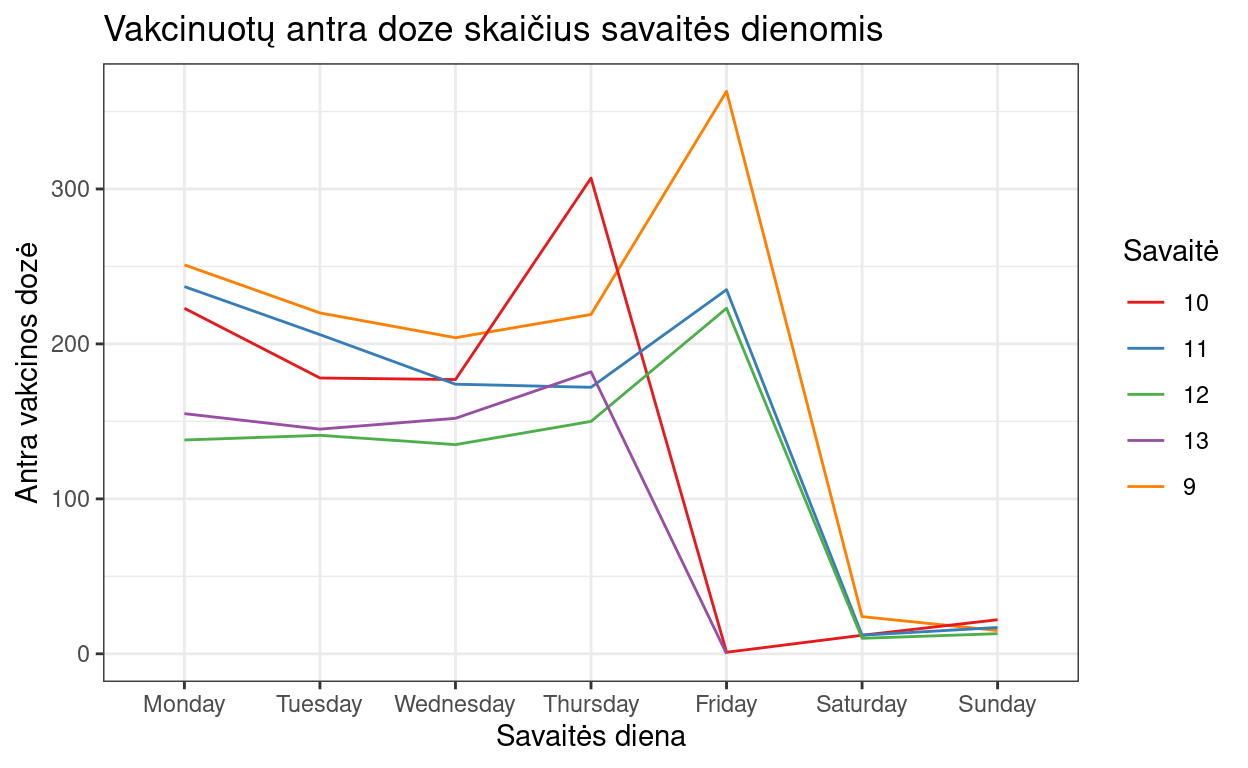 Vakcinuotų antra doze skaičius savaitės dienomis
Antra vakcinos dozė
300
200
100
0
Monday Tuesday Wednesday Thursday Friday Saturday Sunday
Savaitės diena
Savaitė
10
11
12
13
9